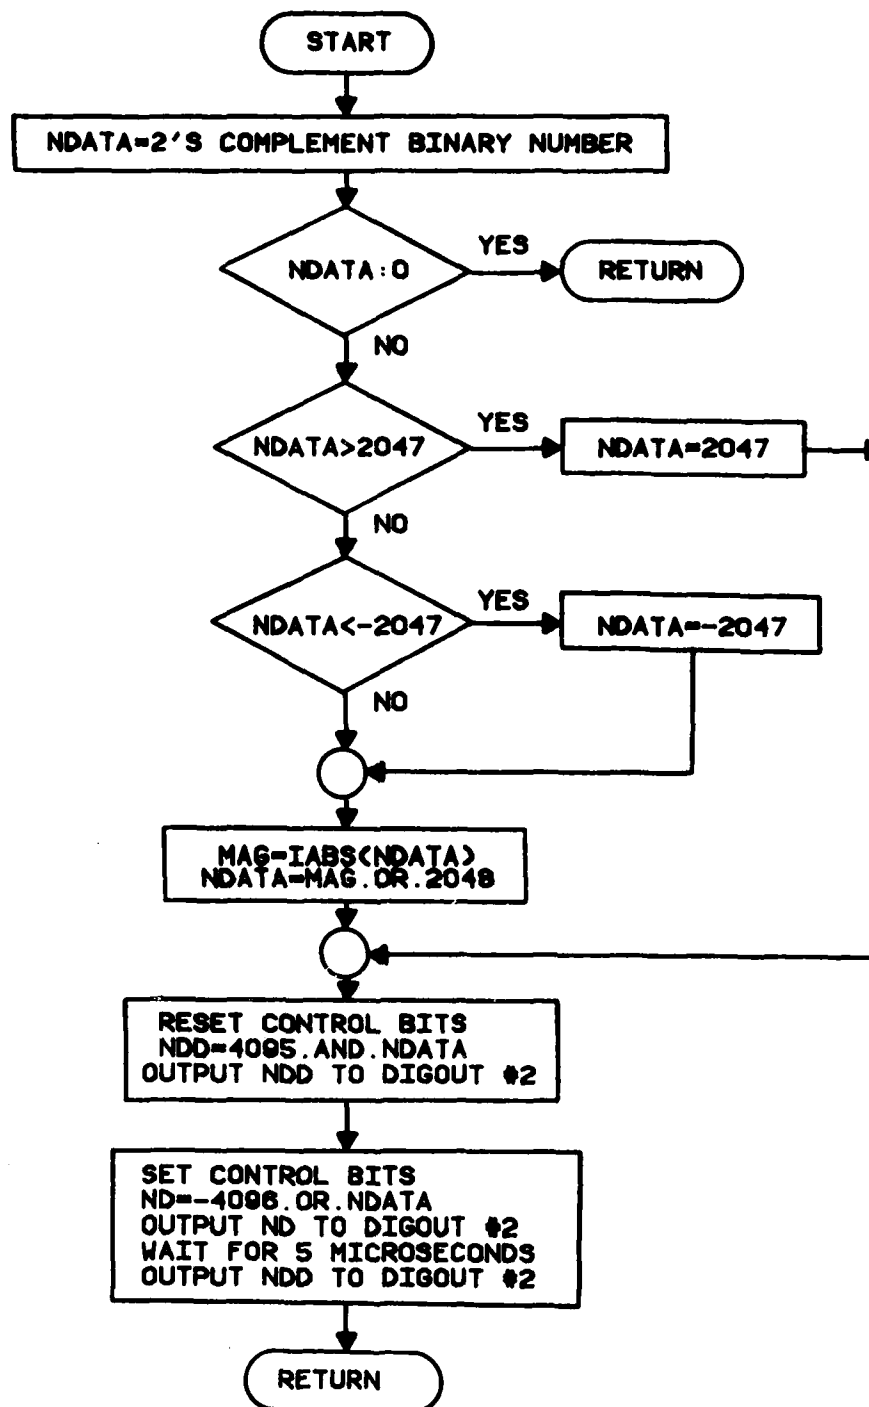 START
NDATA=2'S COMPLEMENT BINARY NUMBER
NDATA:0
YES
RETURN
NO
NDATA>2047
YES
NDATA=2047
NO
NDATA<-2047
YES
NDATA=-2047
NO
MAG=IABS(NDATA)
NDATA=MAG.OR.2048
RESET CONTROL BITS
NDD=4095.AND.NDATA
OUTPUT NDD TO DIGOUT #2
SET CONTROL BITS
ND=-4096.OR.NDATA
OUTPUT ND TO DIGOUT #2
WAIT FOR 5 MICROSECONDS
OUTPUT NDD TO DIGOUT #2
RETURN